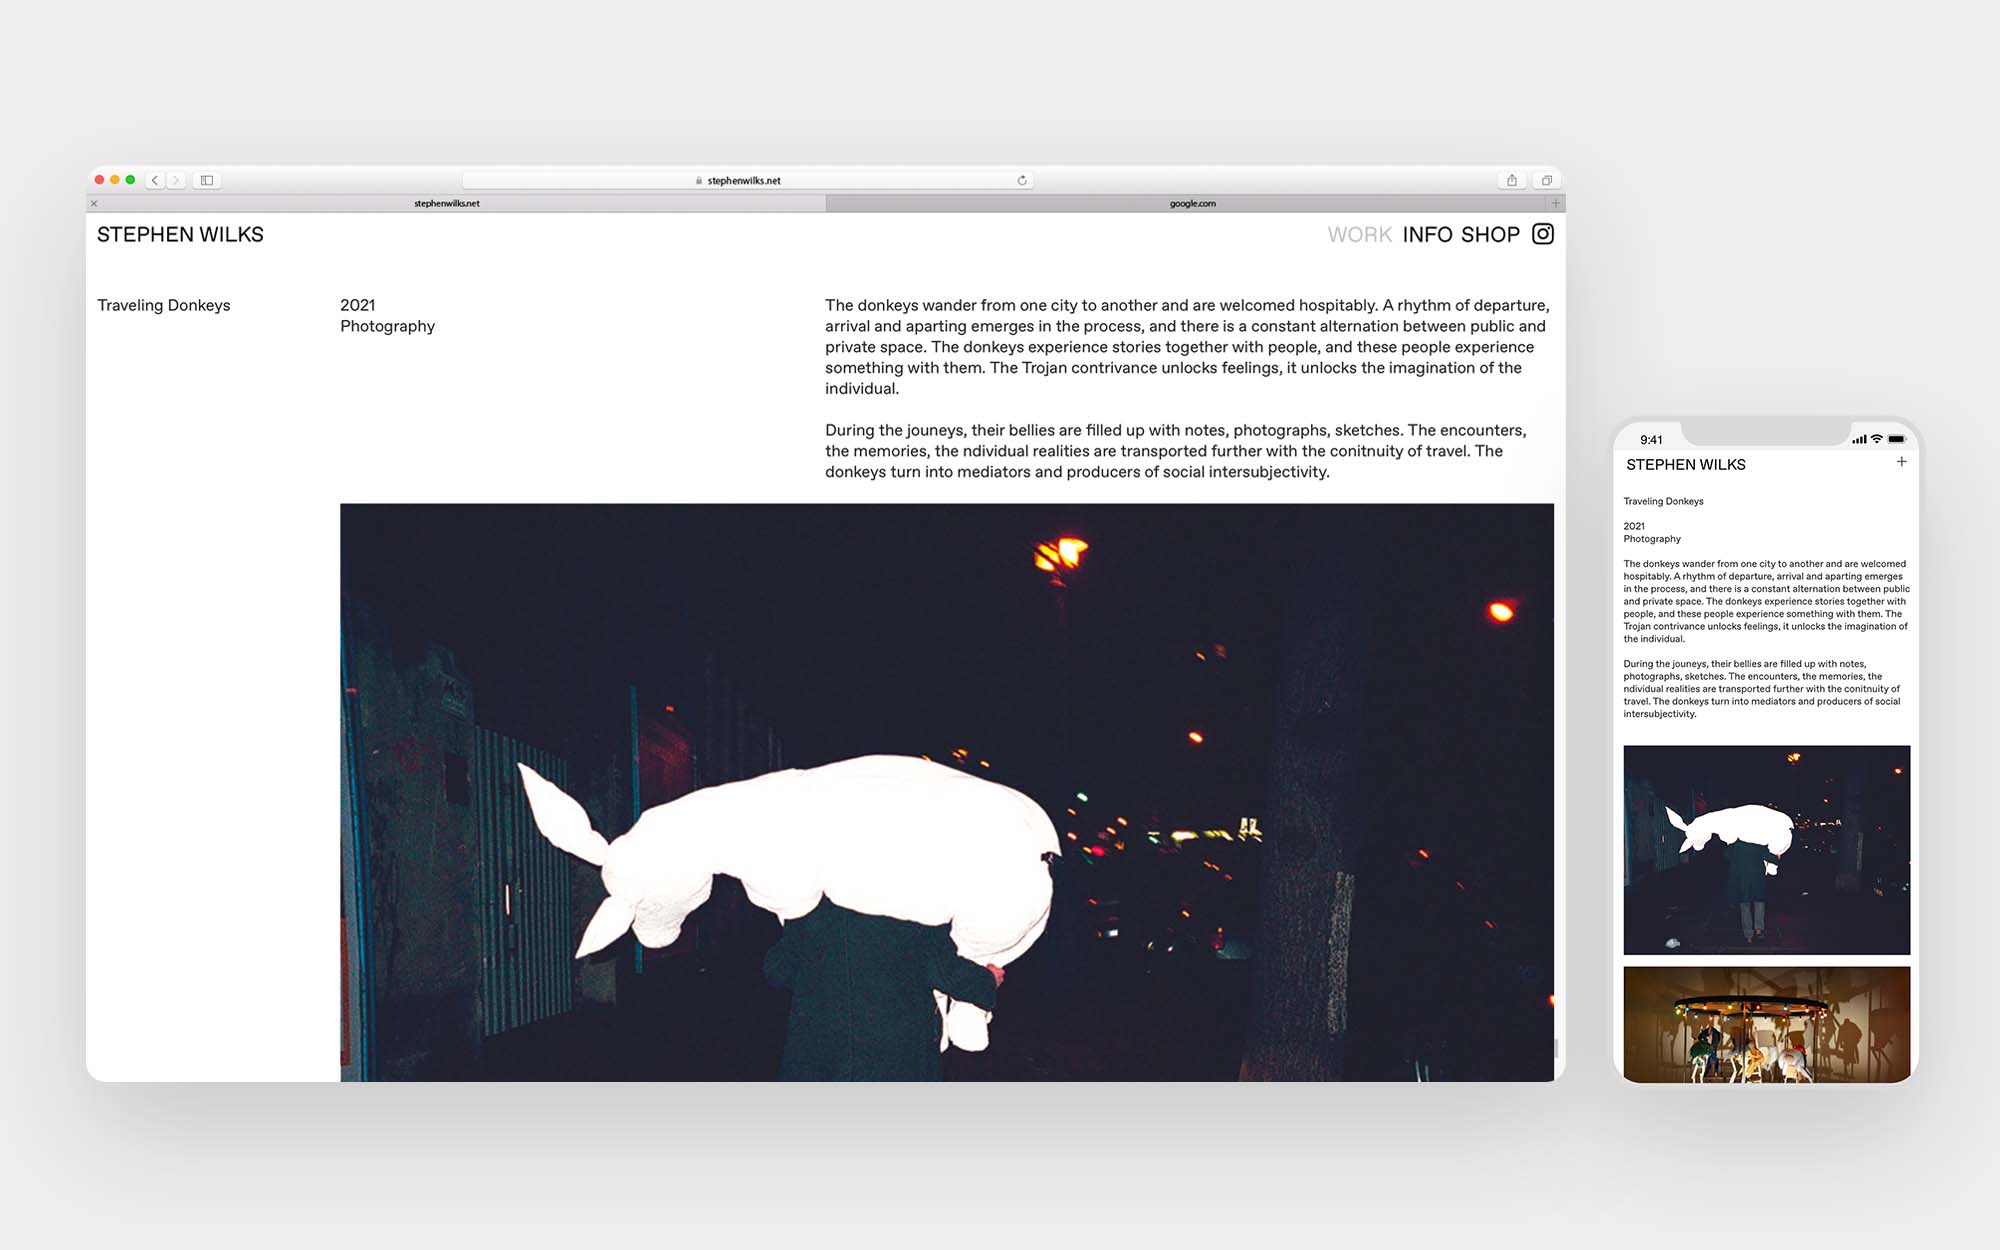 stephenwilks.net
stephenwilks.net
google.com
STEPHEN WILKS
WORK INFO SHOP
Traveling Donkeys
2021
Photography
The donkeys wander from one city to another and are welcomed hospitably. A rhythm of departure,
arrival and aparting emerges in the process, and there is a constant alternation between public and
private space. The donkeys experience stories together with people, and these people experience
something with them. The Trojan contrivance unlocks feelings, it unlocks the imagination of the
individual.
During the jouneys, their bellies are filled up with notes, photographs, sketches. The encounters,
the memories, the ndividual realities are transported further with the conitnuity of travel. The
donkeys turn into mediators and producers of social intersubjectivity.
9:41
STEPHEN WILKS
Traveling Donkeys
2021
Photography
The donkeys wander from one city to another and are welcomed
hospitably. A rhythm of departure, arrival and aparting emerges
in the process, and there is a constant alternation between public
and private space. The donkeys experience stories together with
people, and these people experience something with them. The
Trojan contrivance unlocks feelings, it unlocks the imagination of
the individual.
During the jouneys, their bellies are filled up with notes,
photographs, sketches. The encounters, the memories, the
ndividual realities are transported further with the conitnuity of
travel. The donkeys turn into mediators and producers of social
intersubjectivity.